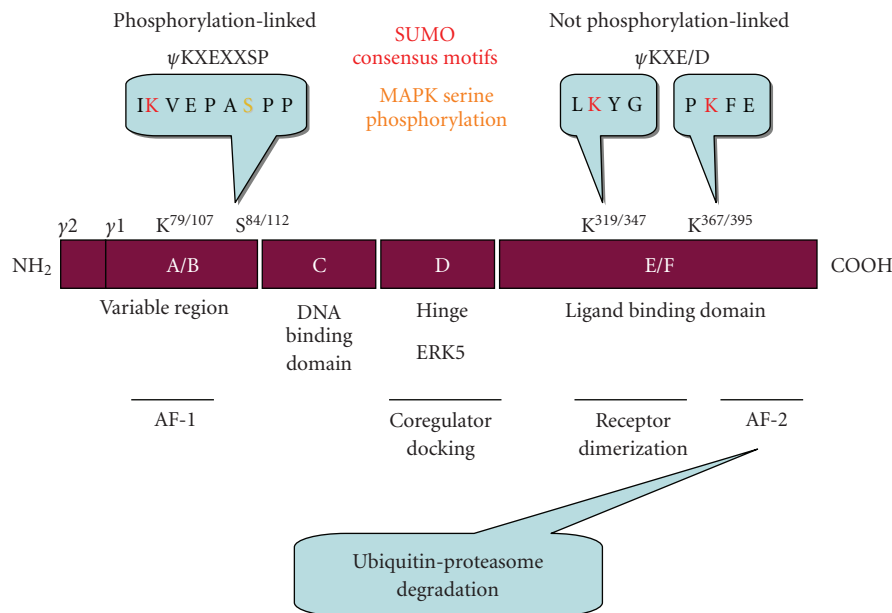 Phosphorylation-linked
ψKXEXXSP
I K V E P A S P P
SUMO
consensus motifs
MAPK serine
phosphorylation
Not phosphorylation-linked
ψKXE/D
L K Y G
P K F E
γ2
γ1
K79/107
S84/112
K319/347
K367/395
NH2
A/B
C
D
E/F
COOH
Variable region
DNA
binding
domain
Hinge
ERK5
Ligand binding domain
AF-1
Coregulator
docking
Receptor
dimerization
AF-2
Ubiquitin-proteasome
degradation